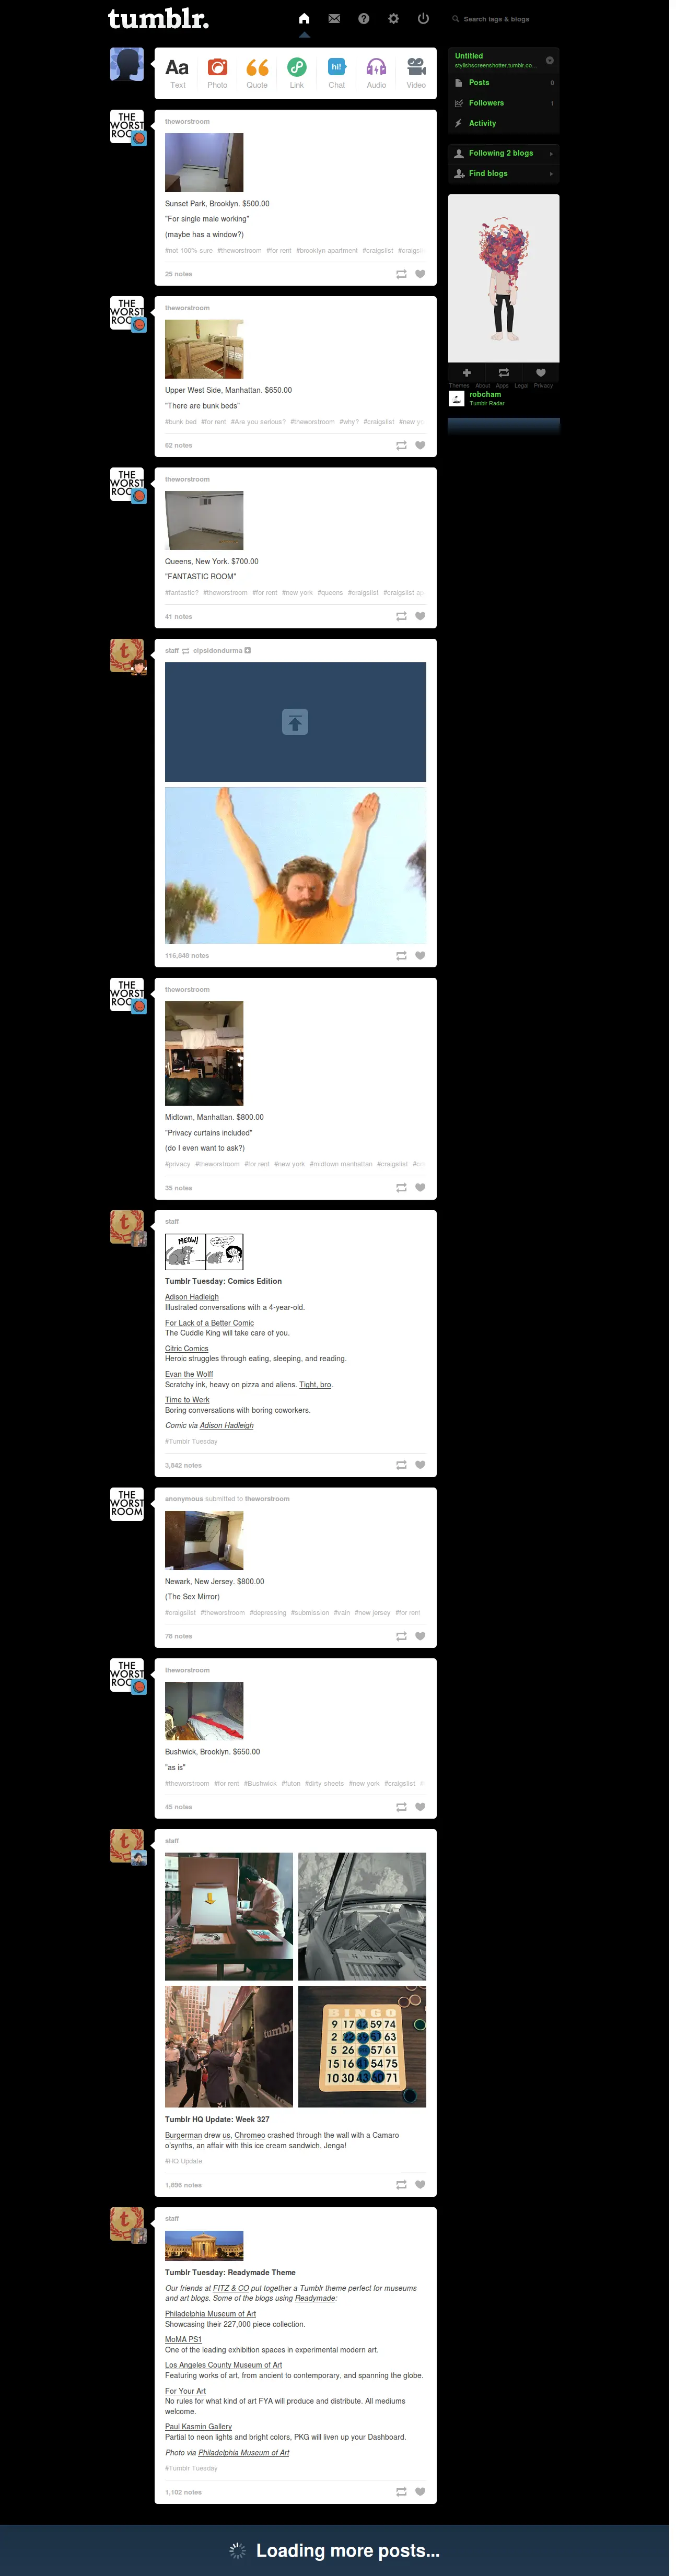 tumblr.
Search tags & blogs
Aa
hi!
Text
Photo
Quote
Link
Chat
Audio
Video
Untitled
stylishscreenshotter.tumblr.co...
Posts 6
Followers 1
Activity
Following 2 blogs
Find blogs
Themes About Apps Legal Privacy
robcham
Tumblr Radar
THE
WORST
theworstroom
Sunset Park, Brooklyn. $500.00
"For single male working"
(maybe has a window?)
#not 100% sure #theworstroom #for rent #brooklyn apartment #craigslist
25 notes
THE
WORST
theworstroom
Upper West Side, Manhattan. $650.00
"There are bunk beds"
#bunk bed #for rent #Are you serious? #theworstroom #why? #craigslist
62 notes
THE
WORST
theworstroom
Queens, New York. $700.00
"FANTASTIC ROOM"
#fantastic? #theworstroom #for rent #new york #queens #craigslist #craigslist
41 notes
t
staff cipsidondurma
116,848 notes
THE
WORST
theworstroom
Midtown, Manhattan. $800.00
"Privacy curtains included"
(do I even want to ask?)
#privacy #theworstroom #for rent #new york #midtown manhattan #craigslist
35 notes
t
staff
MEOW!
Tumblr Tuesday: Comics Edition
Adison Hadleigh
Illustrated conversations with a 4-year-old.
For Lack of a Better Comic
The Cuddle King will take care of you.
Citric Comics
Heroic struggles through eating, sleeping, and reading.
Evan the Wolff
Scratchy ink, heavy on pizza and aliens. Tight, bro.
Time to Werk
Boring conversations with boring coworkers.
Comic via Adison Hadleigh
#Tumblr Tuesday
3,842 notes
THE
WORST
ROOM
anonymous submitted to theworstroom
Newark, New Jersey. $800.00
(The Sex Mirror)
#craigslist #theworstroom #depressing #submission #vain #new jersey #for rent
78 notes
THE
WORST
theworstroom
Bushwick, Brooklyn. $650.00
"as is"
#theworstroom #for rent #Bushwick #futon #dirty sheets #new york #craigslist
45 notes
t
staff
tumbl
BINGO
9 17 59 74
2
5 26 57 61
15 16 54 75
10 30 71
Tumblr HQ Update: Week 327
Burgerman drew us, Chromeo crashed through the wall with a Camaro
o'synths, an affair with this ice cream sandwich, Jenga!
#HQ Update
1,696 notes
t
staff
Tumblr Tuesday: Readymade Theme
Our friends at FITZ & CO put together a Tumblr theme perfect for museums
and art blogs. Some of the blogs using Readymade:
Philadelphia Museum of Art
Showcasing their 227,000 piece collection.
MoMA PS1
One of the leading exhibition spaces in experimental modern art.
Los Angeles County Museum of Art
Featuring works of art, from ancient to contemporary, and spanning the globe.
For Your Art
No rules for what kind of art FYA will produce and distribute. All mediums
welcome.
Paul Kasmin Gallery
Partial to neon lights and bright colors, PKG will liven up your Dashboard.
Photo via Philadelphia Museum of Art
#Tumblr Tuesday
1,102 notes
Loading more posts...